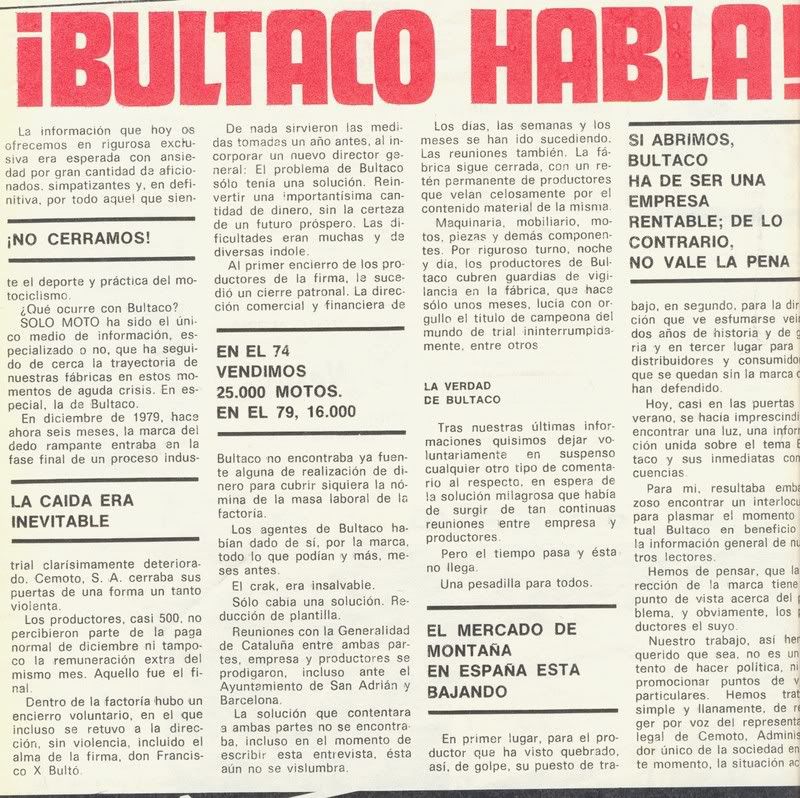 ¡BULTACO HABLA!
La información que hoy os
ofrecemos en rigurosa exclu-
siva era esperada con ansie-
dad por gran cantidad de aficio-
nados, simpatizantes y, en defi-
nitiva, por todo aquel que sien-
¡NO CERRAMOS!
te el deporte y práctica del mo-
tociclismo.
¿Qué ocurre con Bultaco?
SOLO MOTO ha sido el úni-
co medio de información, es-
pecializado o no, que ha segui-
do de cerca la trayectoria de
nuestras fábricas en estos mo-
mentos de aguda crisis. En es-
pecial, la de Bultaco.
En diciembre de 1979, hace
ahora seis meses, la marca del
dedo rampante entraba en la
fase final de un proceso indus-
LA CAIDA ERA
INEVITABLE
trial clarísimamente deteriora-
do. Cemoto, S. A. cerraba sus
puertas de una forma un tanto
violenta.
Los productores, casi 500, no
percibieron parte de la paga
normal de diciembre ni tampo-
co la remuneración extra del
mismo mes. Aquello fue el fi-
nal.
Dentro de la factoría hubo un
encierro voluntario, en el que
incluso se retuvo a la direc-
ción, sin violencia, incluido el
alma de la firma, don Francis-
co X Bultó.
De nada sirvieron las medi-
das tomadas un año antes, al in-
corporar un nuevo director ge-
neral: El problema de Bultaco
sólo tenía una solución. Rein-
vertir una importantísima can-
tidad de dinero, sin la certeza
de un futuro próspero. Las di-
ficultades eran muchas y de
diversas indole.
Al primer encierro de los pro-
ductores de la firma, la suce-
dió un cierre patronal. La direc-
ción comercial y financiera de
EN EL 74
VENDIMOS
25.000 MOTOS.
EN EL 79, 16.000
Bultaco no encontraba ya fuen-
te alguna de realización de di-
nero para cubrir siquiera la nó-
mina de la masa laboral de la
factoría.
Los agentes de Bultaco ha-
bían dado de sí, por la marca,
todo lo que podían y más, me-
ses antes.
El crak, era insalvable.
Sólo cabia una solución. Re-
ducción de plantilla.
Reuniones con la Generalidad
de Cataluña entre ambas par-
tes, empresa y productores se
prodigaron, incluso ante el
Ayuntamiento de San Adrián y
Barcelona.
La solución que contentara
a ambas partes no se encontra-
ba, incluso en el momento de
escribir esta entrevista, ésta
aún no se vislumbra.
Los días, las semanas y los
meses se han ido sucediendo.
Las reuniones también. La fá-
brica sigue cerrada, con un re-
tén permanente de productores
que velan celosamente por el
contenido material de la misma.
Maquinaria, mobiliario, mo-
tos, piezas y demás componen-
tes. Por riguroso turno, noche
y dia, los productores de Bul-
taco cubren guardias de vigi-
lancia en la fábrica, que hace
sólo unos meses, lucía con or-
gullo el titulo de campeona del
mundo de trial ininterrumpida-
mente, entre otros
LA VERDAD
DE BULTACO
Tras nuestras últimas infor-
maciones quisimos dejar vo-
luntariamente en suspenso
cualquier otro tipo de comenta-
rio al respecto, en espera de
la solución milagrosa que había
de surgir de tan continuas
reuniones entre empresa y
productores.
Pero el tiempo pasa y ésta
no llega.
Una pesadilla para todos.
EL MERCADO DE
MONTAÑA
EN ESPAÑA ESTA
BAJANDO
En primer lugar, para el pro-
ductor que ha visto quebrado,
así, de golpe, su puesto de tra-
SI ABRIMOS,
BULTACO
HA DE SER UNA
EMPRESA
RENTABLE; DE LO
CONTRARIO,
NO VALE LA PENA
bajo, en segundo, para la dir
ción que ve esfumarse vei
dos años de historia y de g
ria y en tercer lugar para
distribuidores y consumido
que se quedan sin la marca
han defendido.
Hoy, casi en las puertas
verano, se hacia imprescindi
encontrar una luz, una infor
ción unida sobre el tema
taco y sus inmediatas con
cuencias
Para mi, resultaba emba
zoso encontrar un interlocu
para plasmar el momento
tual Bultaco en beneficio
la información general de nu
tros lectores.
Hemos de pensar, que la
rección de la marca tiene
punto de vista acerca del
blema, y obviamente, los
ductores el suyo.
Nuestro trabajo, así her
querido que sea, no es un
tento de hacer política, ni
promocionar puntos de v
particulares. Hemos trat
simple y llanamente, de re
ger por voz del representa
legal de Cemoto, Adminis
dor único de la sociedad en
te momento, la situación ac